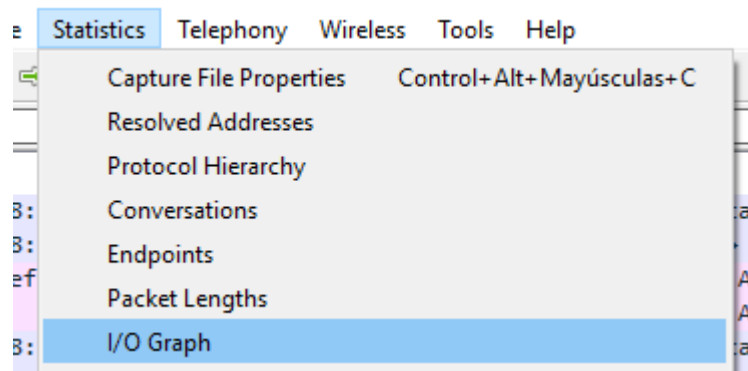 Statistics Telephony Wireless Tools Help
Capture File Properties Control+Alt+Mayúsculas+C
Resolved Addresses
Protocol Hierarchy
Conversations
Endpoints
Packet Lengths
I/O Graph